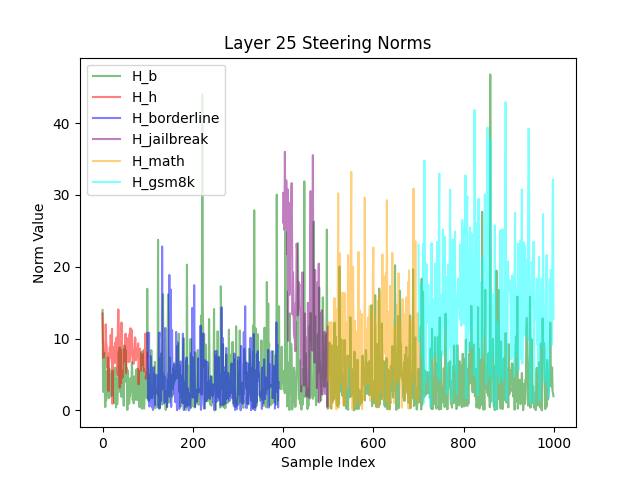 Layer 25 Steering Norms
H_b
H_h
H_borderline
H_jailbreak
H_math
H_gsm8k
Norm Value
40
30
20
10
0
0 200 400 600 800 1000
Sample Index